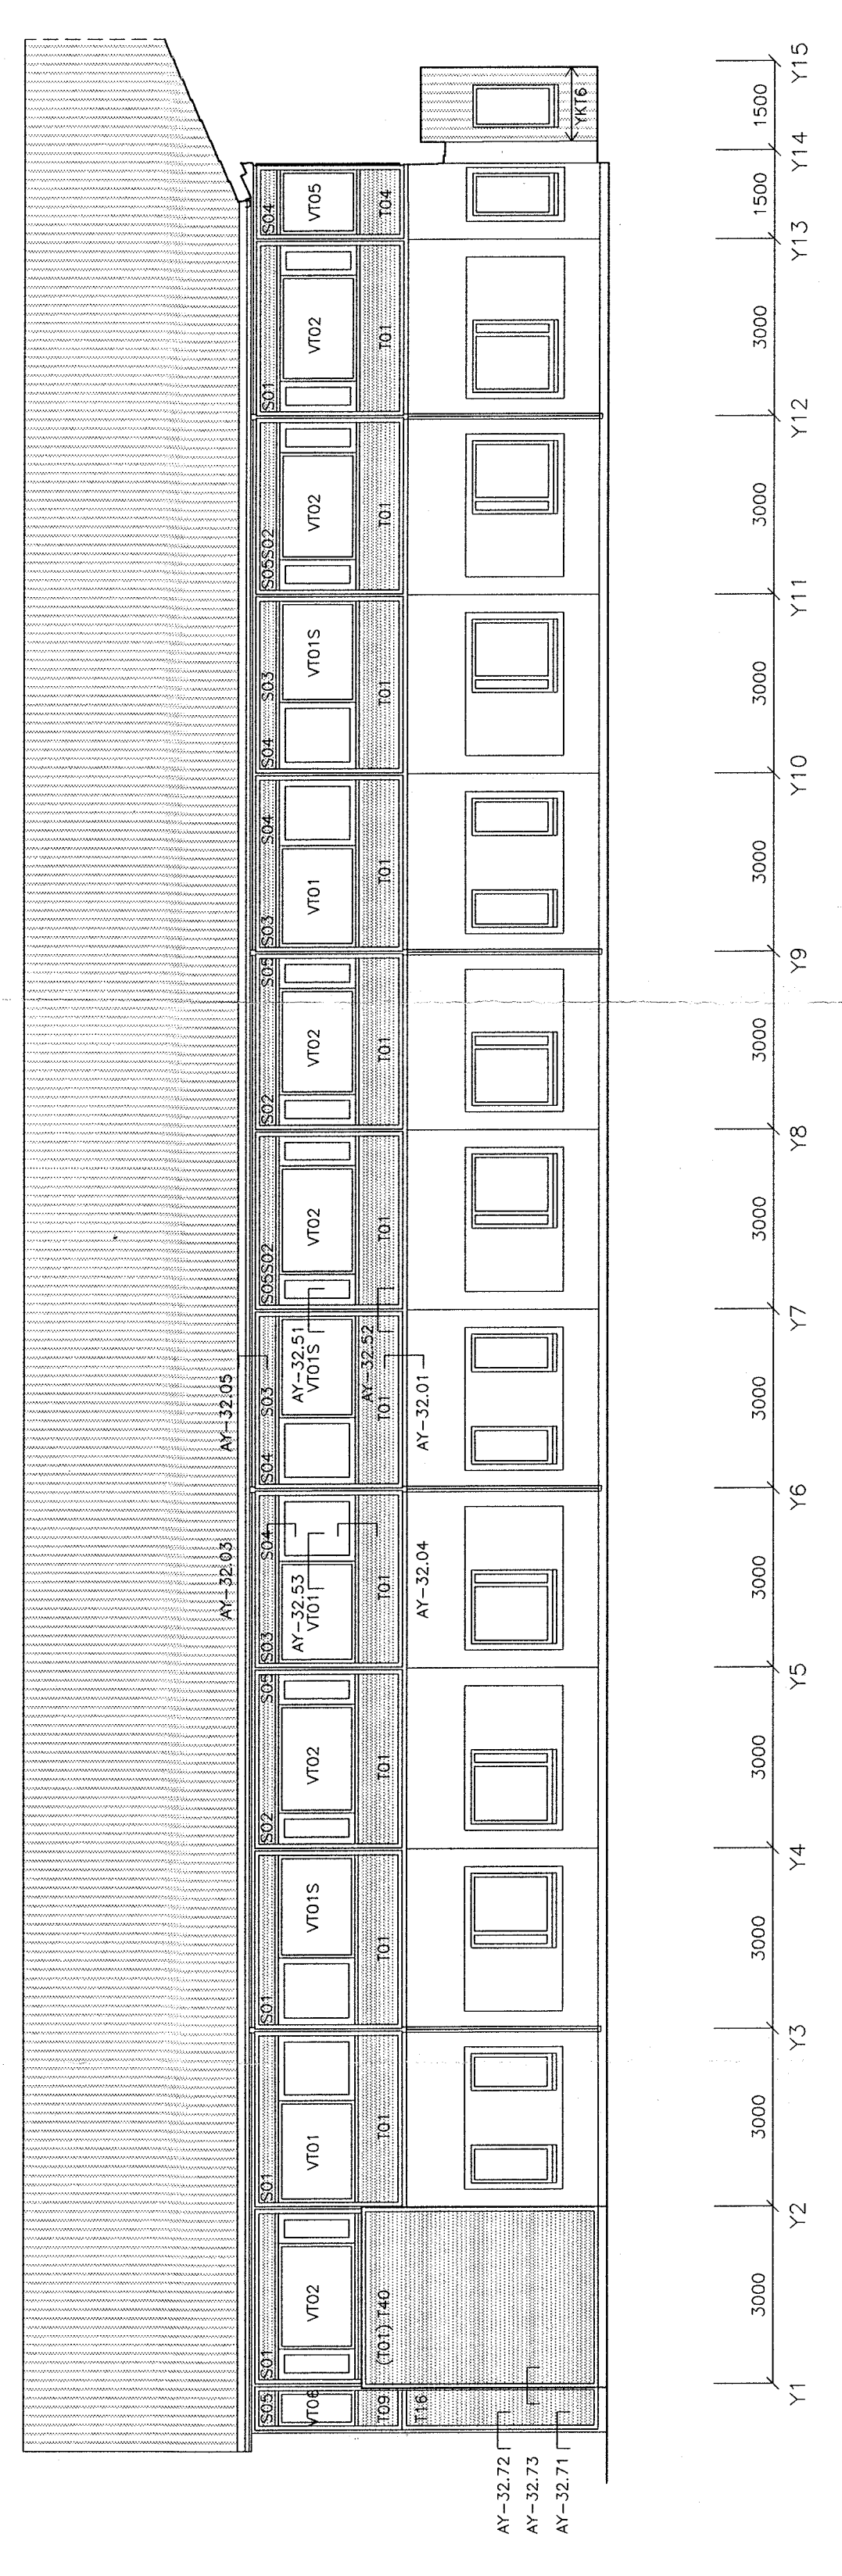 AY-32.03 AY-32.05
S05 S01 S01 S01 S02 S05 S03 S04 S04 S03 S05S02 S02 S05 S03 S04 S04 S03 S05S02 S01 S04
AY-32.53 AY-32.51
VT06 VT02 VT01 VT01S VT02 VT01 VT01S VT02 VT02 VT01 VT01S VT02 VT02 VT05
AY-32.52
T09 (T01) T40 T01 T01 T01 T01 T01 T01 T01 T01 T01 T01 T01 T04
T16 AY-32.04 AY-32.01
AY-32.72
AY-32.73
AY-32.71
YKT6
3000 3000 3000 3000 3000 3000 3000 3000 3000 3000 3000 3000 1500 1500
Y1 Y2 Y3 Y4 Y5 Y6 Y7 Y8 Y9 Y10 Y11 Y12 Y13 Y14 Y15